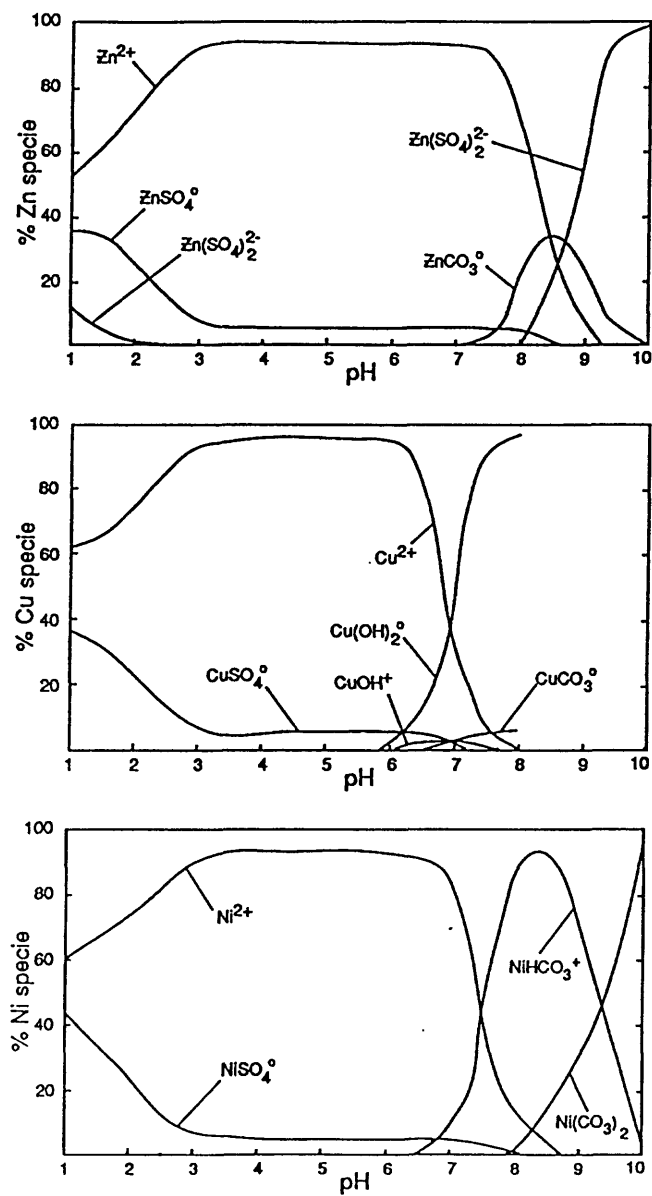 100
80
60
40
20
% Zn specie
Zn²⁺
ZnSO₄°
Zn(SO₄)₂²⁻
Zn(SO₄)₂²⁻
ZnCO₃°
1 2 3 4 5 6 7 8 9 10
pH
100
80
60
40
20
% Cu specie
Cu²⁺
Cu(OH)₂°
CuSO₄°
CuOH⁺
CuCO₃°
1 2 3 4 5 6 7 8 9 10
pH
100
80
60
40
20
% Ni specie
Ni²⁺
NiHCO₃⁺
NiSO₄°
Ni(CO₃)₂
1 2 3 4 5 6 7 8 9 10
pH